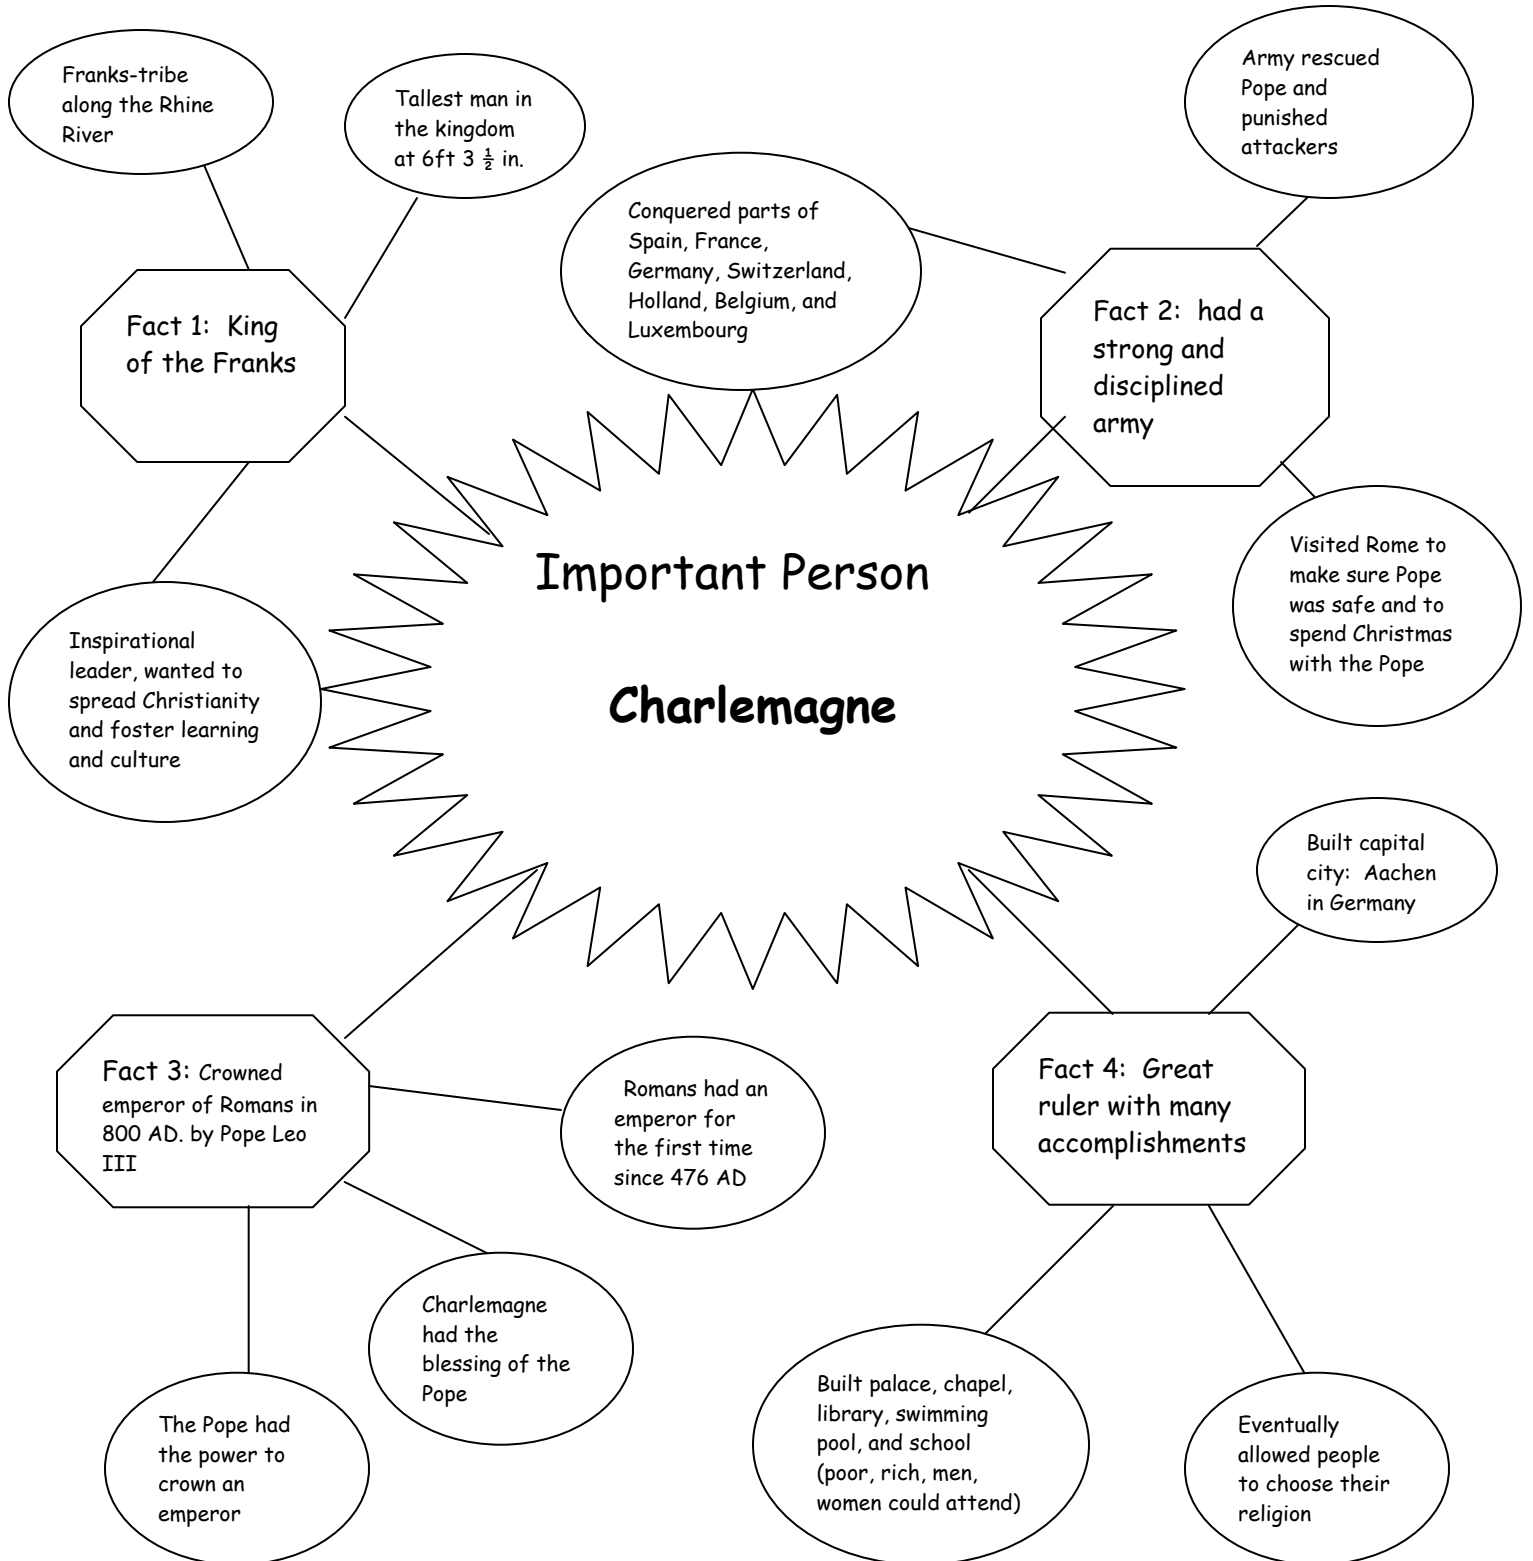 Franks-tribe
along the Rhine
River
Tallest man in
the kingdom
at 6ft 3 ½ in.
Army rescued
Pope and
punished
attackers
Conquered parts of
Spain, France,
Germany, Switzerland,
Holland, Belgium, and
Luxembourg
Fact 1:  King
of the Franks
Fact 2:  had a
strong and
disciplined
army
Visited Rome to
make sure Pope
was safe and to
spend Christmas
with the Pope
Important Person
Charlemagne
Inspirational
leader, wanted to
spread Christianity
and foster learning
and culture
Built capital
city:  Aachen
in Germany
Fact 3: Crowned
emperor of Romans in
800 AD. by Pope Leo
III
Romans had an
emperor for
the first time
since 476 AD
Fact 4:  Great
ruler with many
accomplishments
Charlemagne
had the
blessing of the
Pope
The Pope had
the power to
crown an
emperor
Built palace, chapel,
library, swimming
pool, and school
(poor, rich, men,
women could attend)
Eventually
allowed people
to choose their
religion